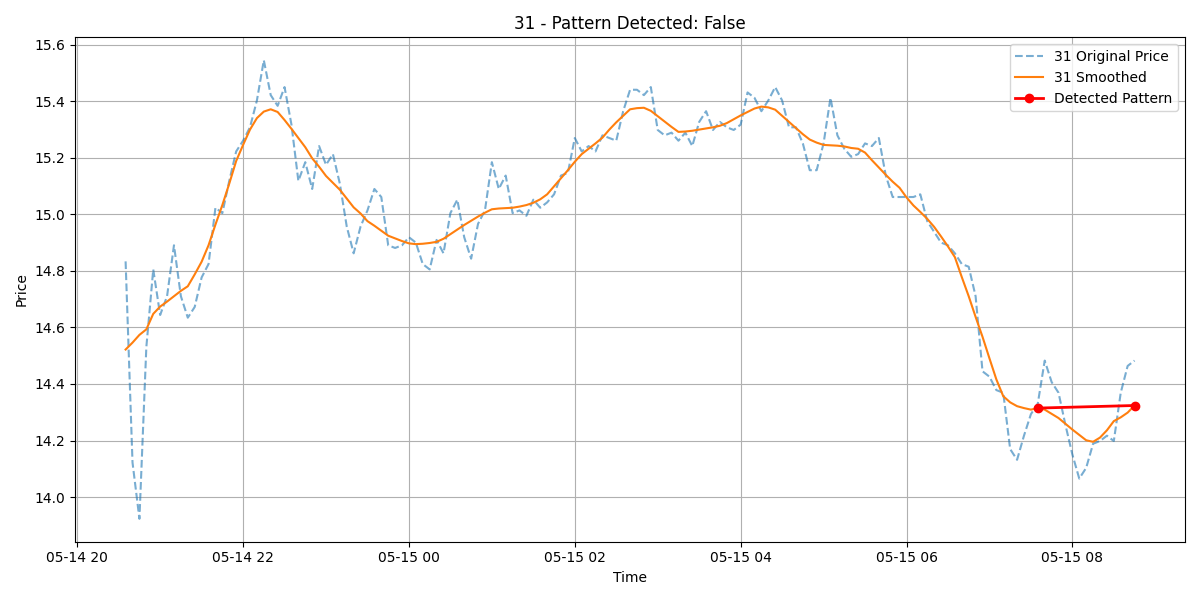 31 - Pattern Detected: False
31 Original Price
31 Smoothed
Detected Pattern
Price
15.6
15.4
15.2
15.0
14.8
14.6
14.4
14.2
14.0
05-14 20 05-14 22 05-15 00 05-15 02 05-15 04 05-15 06 05-15 08
Time